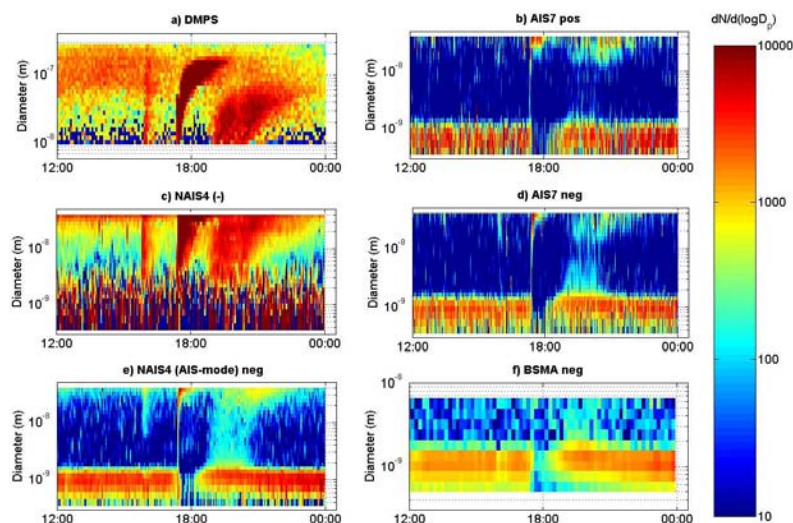 a) DMPS
b) AIS7 pos
dN/d(logDp)
Diameter (m)
10^-7
10^-8
12:00 18:00 00:00
Diameter (m)
10^-8
10^-9
12:00 18:00 00:00
10000
1000
100
10
c) NAIS4 (-)
d) AIS7 neg
Diameter (m)
10^-8
10^-9
12:00 18:00 00:00
Diameter (m)
10^-8
10^-9
12:00 18:00 00:00
e) NAIS4 (AIS-mode) neg
f) BSMA neg
Diameter (m)
10^-8
10^-9
12:00 18:00 00:00
Diameter (m)
10^-8
10^-9
12:00 18:00 00:00